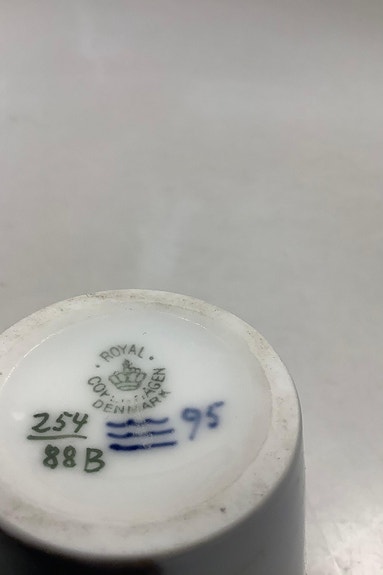 ROYAL
COPENHAGEN
DENMARK
254
88B
95